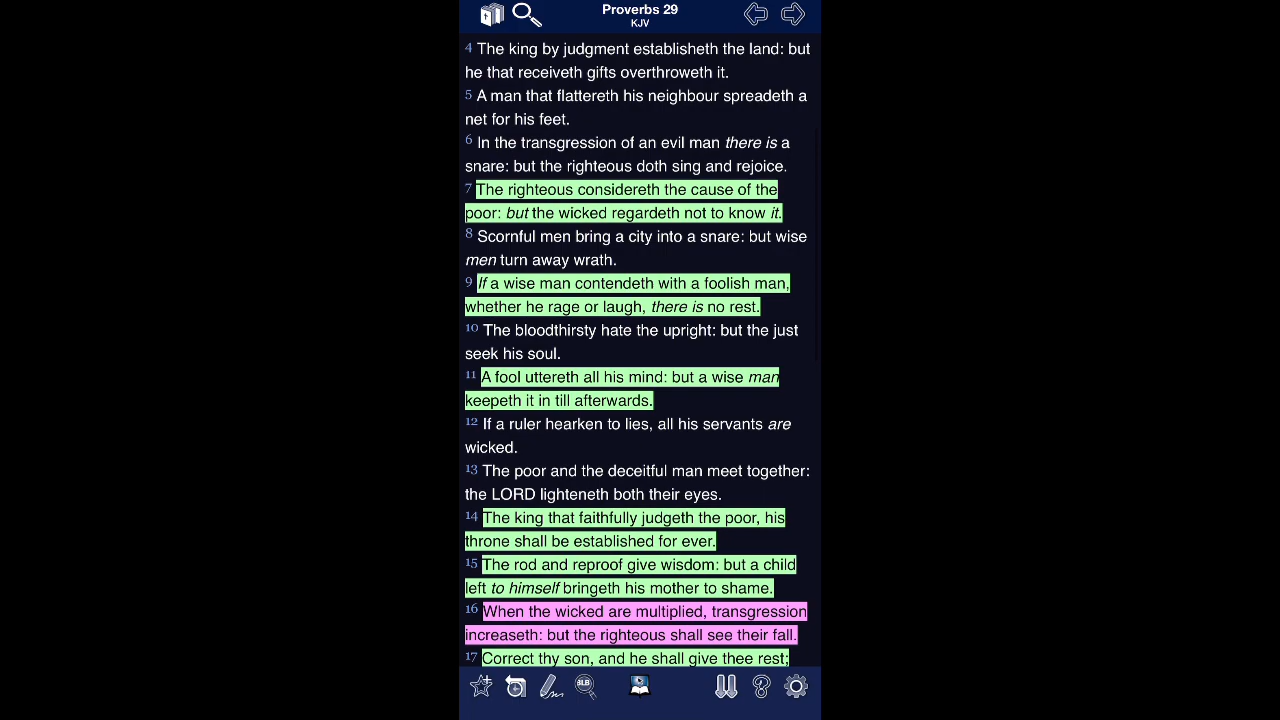 Proverbs 29
KJV
4 The king by judgment establisheth the land: but
he that receiveth gifts overthroweth it.
5 A man that flattereth his neighbour spreadeth a
net for his feet.
6 In the transgression of an evil man there is a
snare: but the righteous doth sing and rejoice.
7 The righteous considereth the cause of the
poor: but the wicked regardeth not to know it.
8 Scornful men bring a city into a snare: but wise
men turn away wrath.
9 If a wise man contendeth with a foolish man,
whether he rage or laugh, there is no rest.
10 The bloodthirsty hate the upright: but the just
seek his soul.
11 A fool uttereth all his mind: but a wise man
keepeth it in till afterwards.
12 If a ruler hearken to lies, all his servants are
wicked.
13 The poor and the deceitful man meet together:
the LORD lighteneth both their eyes.
14 The king that faithfully judgeth the poor, his
throne shall be established for ever.
15 The rod and reproof give wisdom: but a child
left to himself bringeth his mother to shame.
16 When the wicked are multiplied, transgression
increaseth: but the righteous shall see their fall.
17 Correct thy son, and he shall give thee rest;
BLB